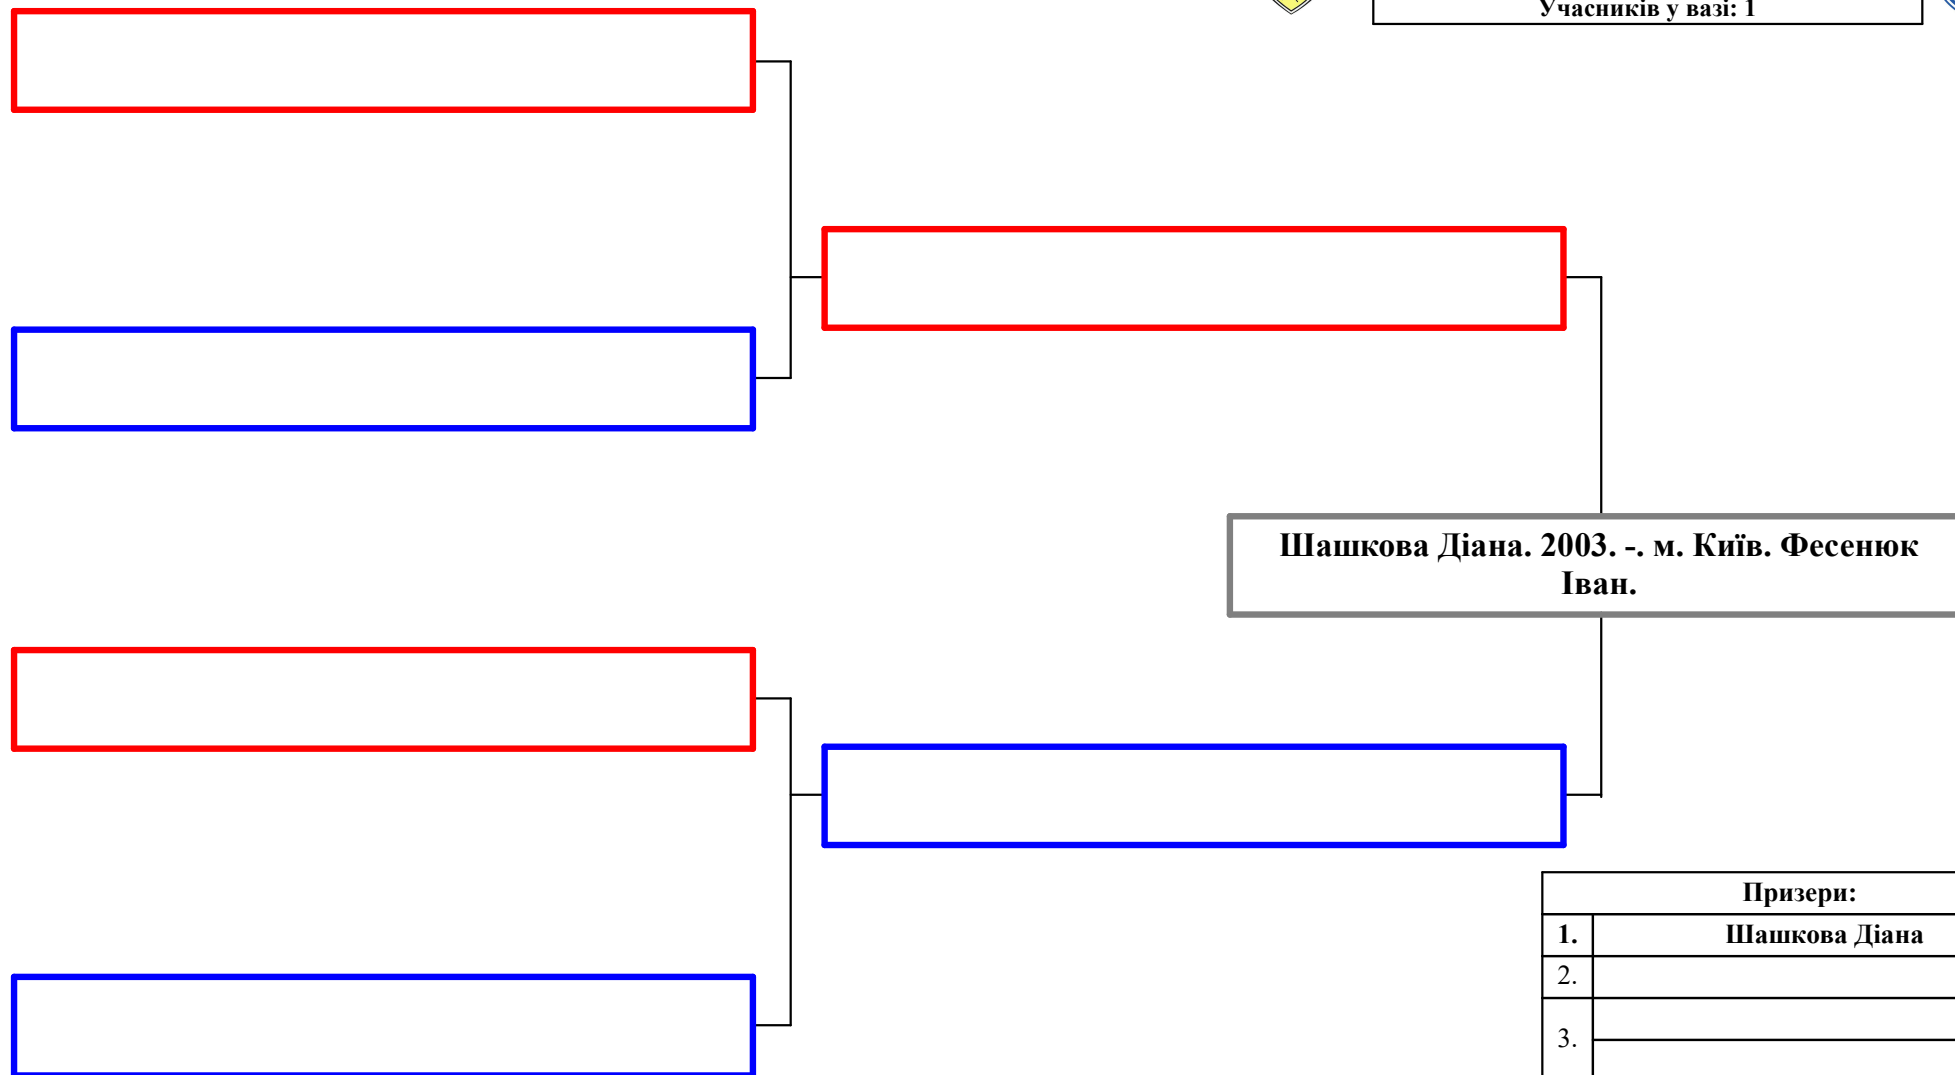 Учасників у вазі: 1
Шашкова Діана. 2003. -. м. Київ. Фесенюк
Іван.
Призери:
1. Шашкова Діана
2.
3.